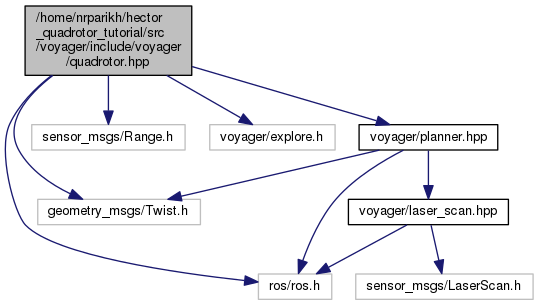 /home/nrparikh/hector
_quadrotor_tutorial/src
/voyager/include/voyager
/quadrotor.hpp
sensor_msgs/Range.h
voyager/explore.h
voyager/planner.hpp
geometry_msgs/Twist.h
voyager/laser_scan.hpp
ros/ros.h
sensor_msgs/LaserScan.h